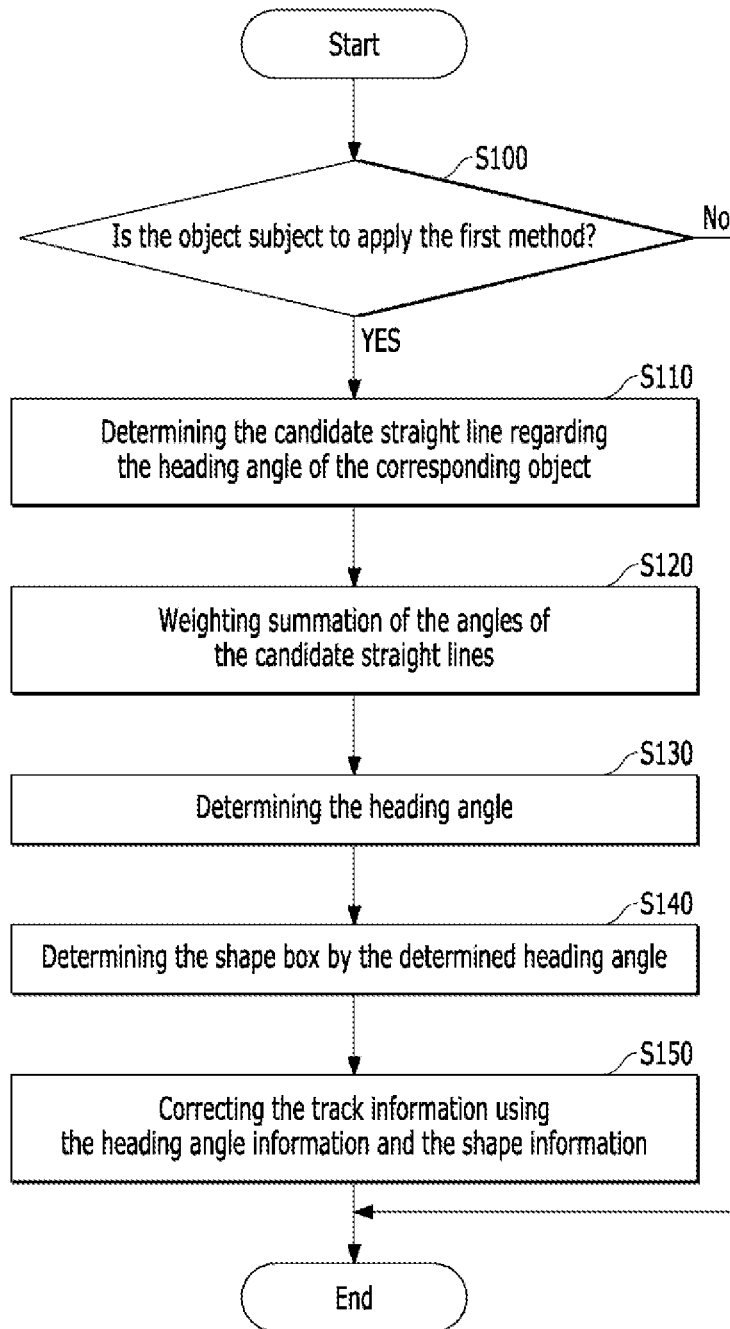 Start
S100
Is the object subject to apply the first method?
No
YES
S110
Determining the candidate straight line regarding
the heading angle of the corresponding object
S120
Weighting summation of the angles of
the candidate straight lines
S130
Determining the heading angle
S140
Determining the shape box by the determined heading angle
S150
Correcting the track information using
the heading angle information and the shape information
End